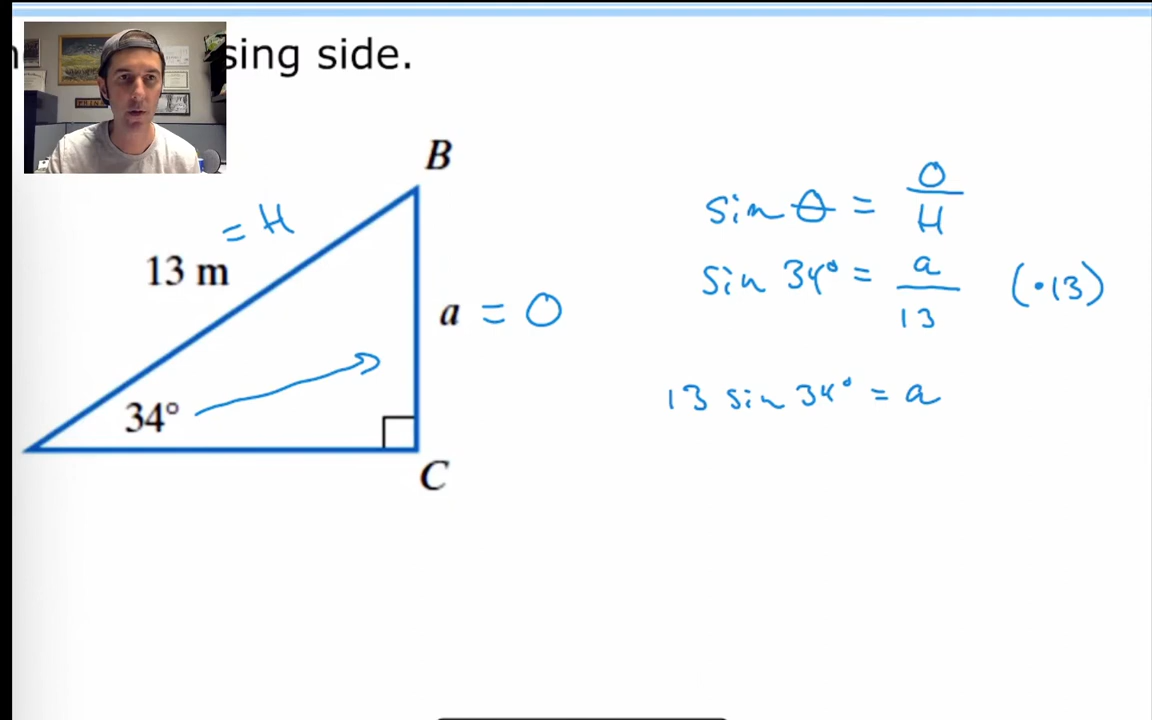 sing side.
B
= H
13 m
a = O
34°
C
sin θ = O/H
sin 34° = a/13 (·13)
13 sin 34° = a